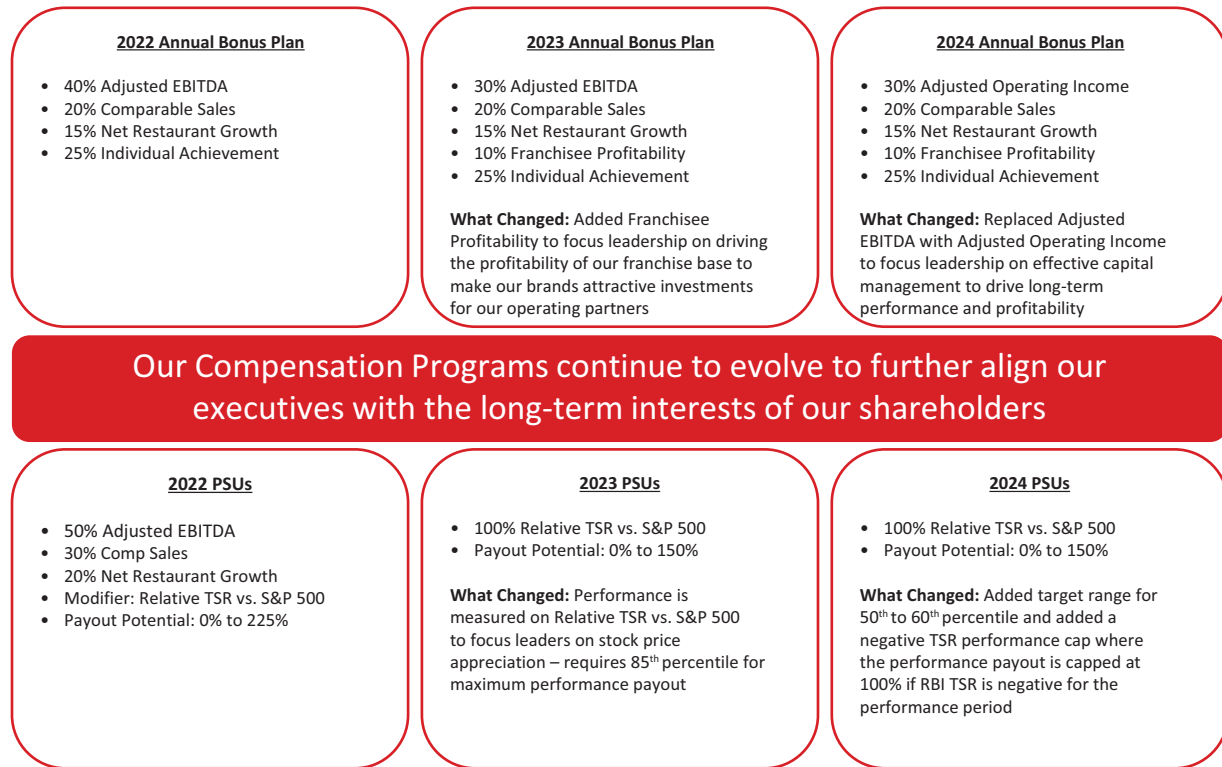 2022 Annual Bonus Plan
• 40% Adjusted EBITDA
• 20% Comparable Sales
• 15% Net Restaurant Growth
• 25% Individual Achievement
2023 Annual Bonus Plan
• 30% Adjusted EBITDA
• 20% Comparable Sales
• 15% Net Restaurant Growth
• 10% Franchisee Profitability
• 25% Individual Achievement
What Changed: Added Franchisee
Profitability to focus leadership on driving
the profitability of our franchise base to
make our brands attractive investments
for our operating partners
2024 Annual Bonus Plan
• 30% Adjusted Operating Income
• 20% Comparable Sales
• 15% Net Restaurant Growth
• 10% Franchisee Profitability
• 25% Individual Achievement
What Changed: Replaced Adjusted
EBITDA with Adjusted Operating Income
to focus leadership on effective capital
management to drive long-term
performance and profitability
Our Compensation Programs continue to evolve to further align our
executives with the long-term interests of our shareholders
2022 PSUs
• 50% Adjusted EBITDA
• 30% Comp Sales
• 20% Net Restaurant Growth
• Modifier: Relative TSR vs. S&P 500
• Payout Potential: 0% to 225%
2023 PSUs
• 100% Relative TSR vs. S&P 500
• Payout Potential: 0% to 150%
What Changed: Performance is
measured on Relative TSR vs. S&P 500
to focus leaders on stock price
appreciation – requires 85th percentile for
maximum performance payout
2024 PSUs
• 100% Relative TSR vs. S&P 500
• Payout Potential: 0% to 150%
What Changed: Added target range for
50th to 60th percentile and added a
negative TSR performance cap where
the performance payout is capped at
100% if RBI TSR is negative for the
performance period